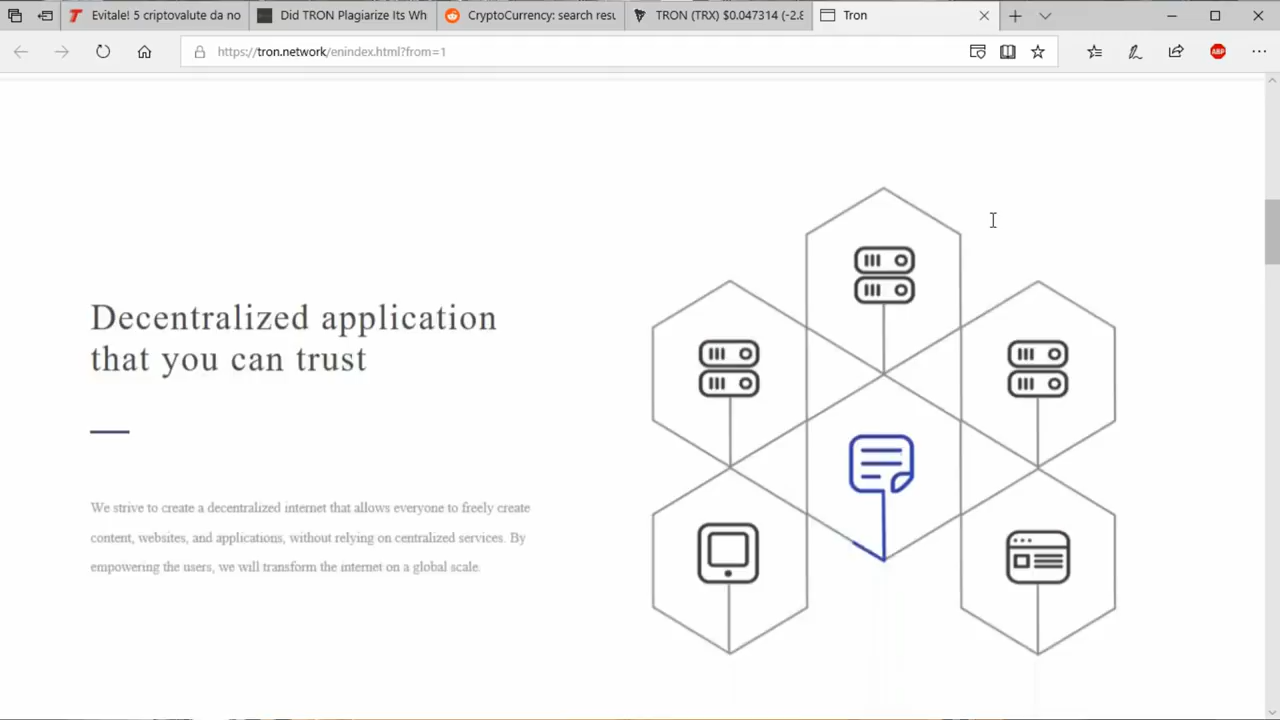 Evitale! 5 criptovalute da no
Did TRON Plagiarize Its Wh
CryptoCurrency: search resu
TRON (TRX) $0.047314 (-2.8
Tron
https://tron.network/enindex.html?from=1
ABP
Decentralized application
that you can trust
We strive to create a decentralized internet that allows everyone to freely create
content, websites, and applications, without relying on centralized services. By
empowering the users, we will transform the internet on a global scale.